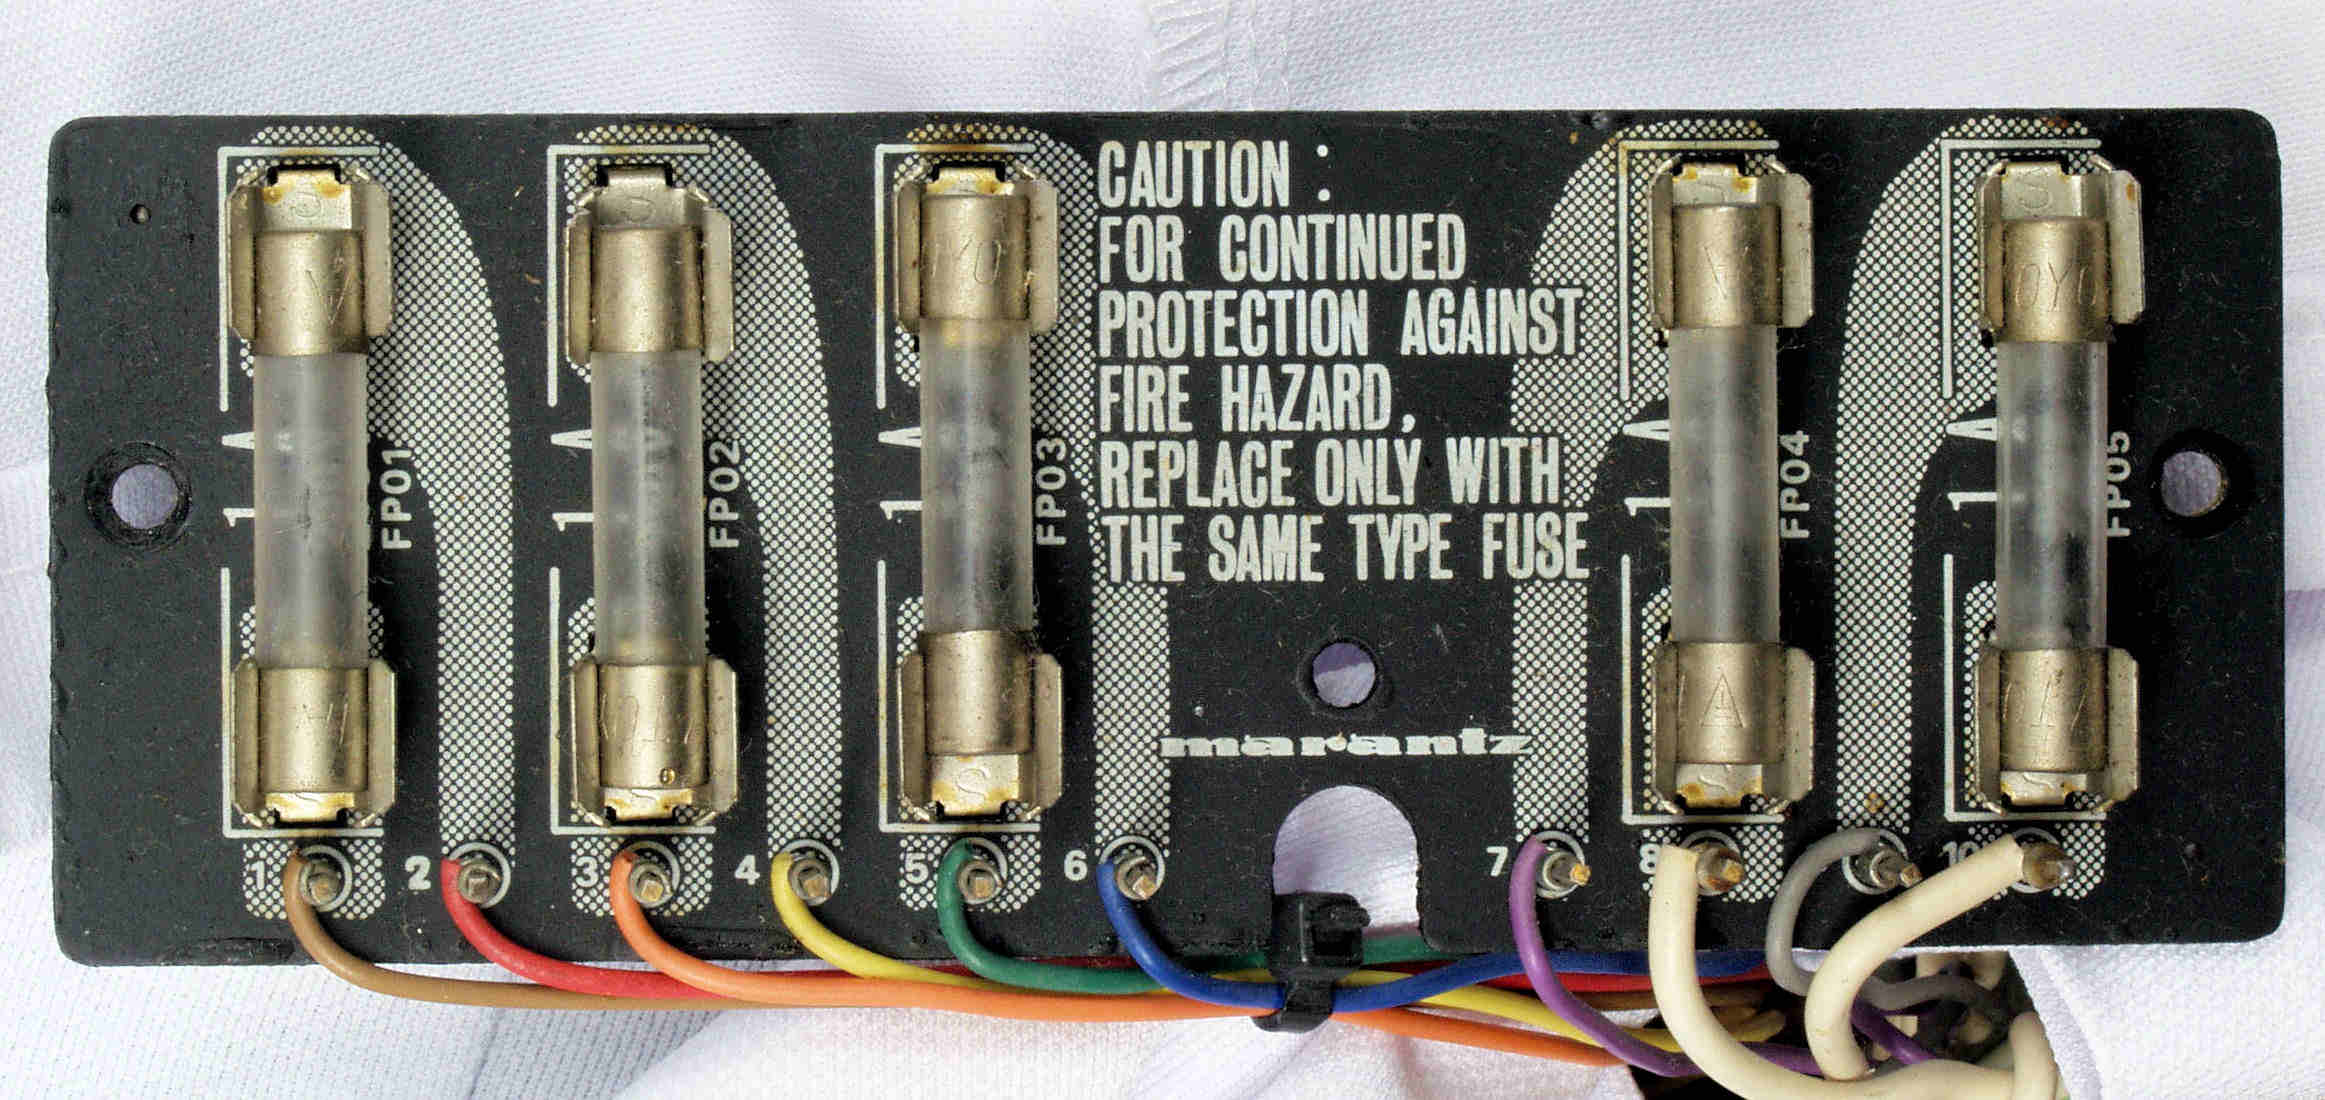 CAUTION :
FOR CONTINUED
PROTECTION AGAINST
FIRE HAZARD,
REPLACE ONLY WITH
THE SAME TYPE FUSE
marantz
1 A
FP01
1 A
FP02
1 A
FP03
1 A
FP04
1 A
FP05
1
2
3
4
5
6
7
8
10